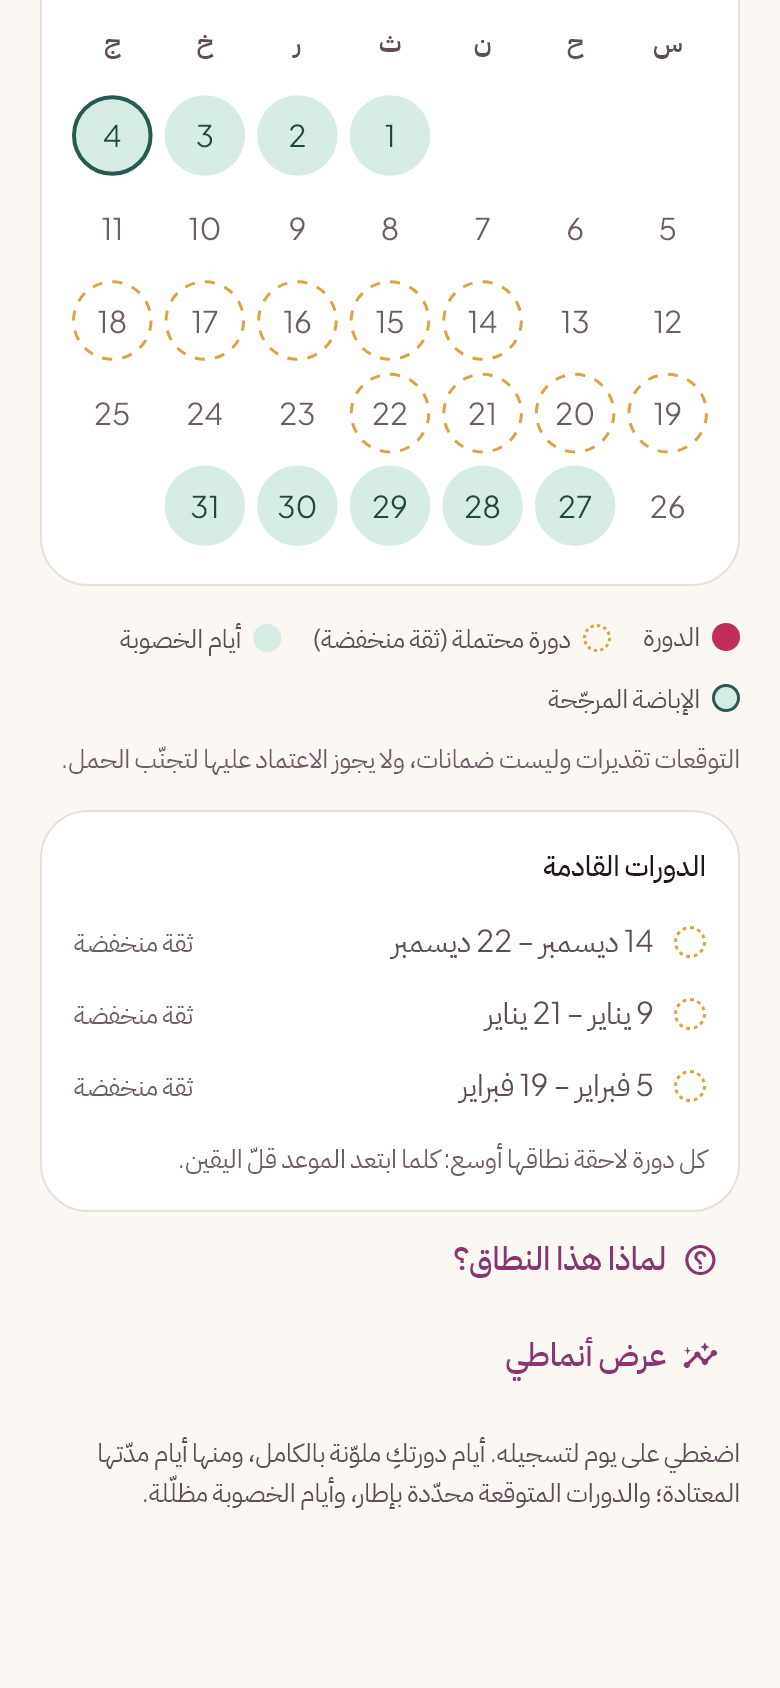 س ح ن ث ر خ ج
1 2 3 4
5 6 7 8 9 10 11
12 13 14 15 16 17 18
19 20 21 22 23 24 25
26 27 28 29 30 31
الدورة دورة محتملة (ثقة منخفضة) أيام الخصوبة
الإباضة المرجّحة
التوقعات تقديرات وليست ضمانات، ولا يجوز الاعتماد عليها لتجنّب الحمل.
الدورات القادمة
14 ديسمبر – 22 ديسمبر ثقة منخفضة
9 يناير – 21 يناير ثقة منخفضة
5 فبراير – 19 فبراير ثقة منخفضة
كل دورة لاحقة نطاقها أوسع: كلما ابتعد الموعد قلّ اليقين.
لماذا هذا النطاق؟
عرض أنماطي
اضغطي على يوم لتسجيله. أيام دورتكِ ملوّنة بالكامل، ومنها أيام مدّتها
المعتادة؛ والدورات المتوقعة محدّدة بإطار، وأيام الخصوبة مظلّلة.